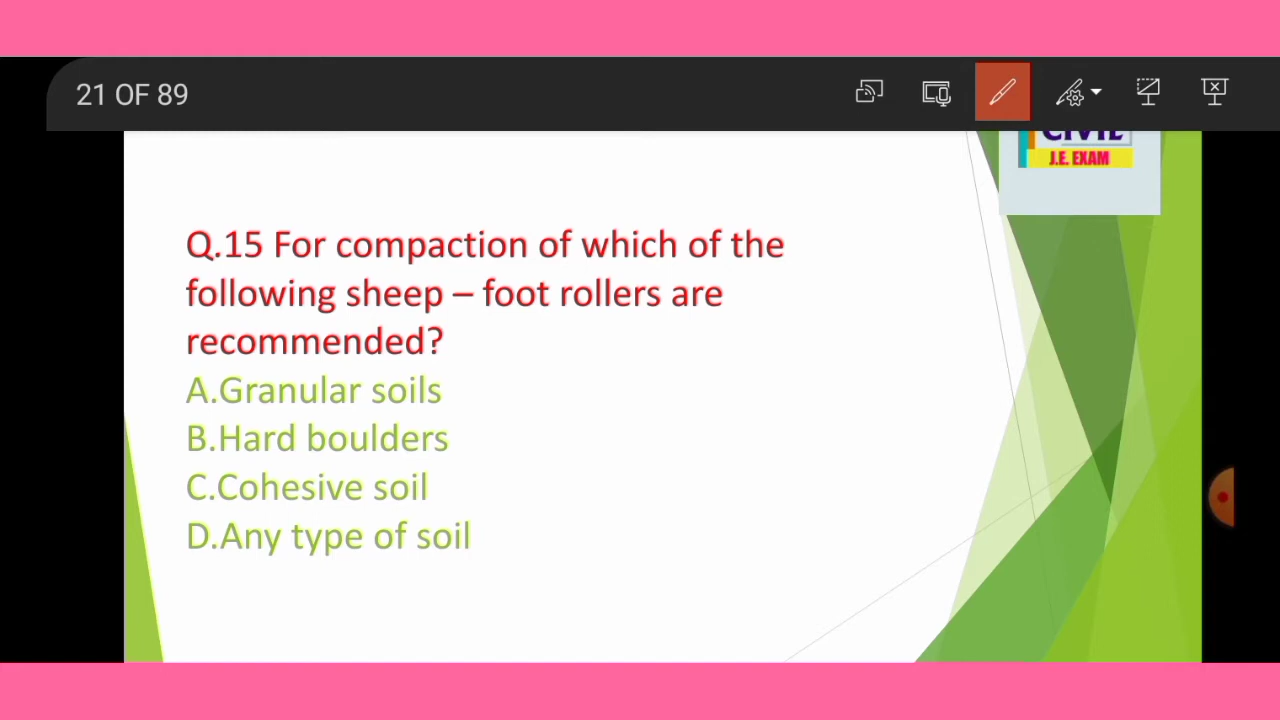 21 OF 89
CIVIL
J.E. EXAM
Q.15 For compaction of which of the
following sheep – foot rollers are
recommended?
A.Granular soils
B.Hard boulders
C.Cohesive soil
D.Any type of soil